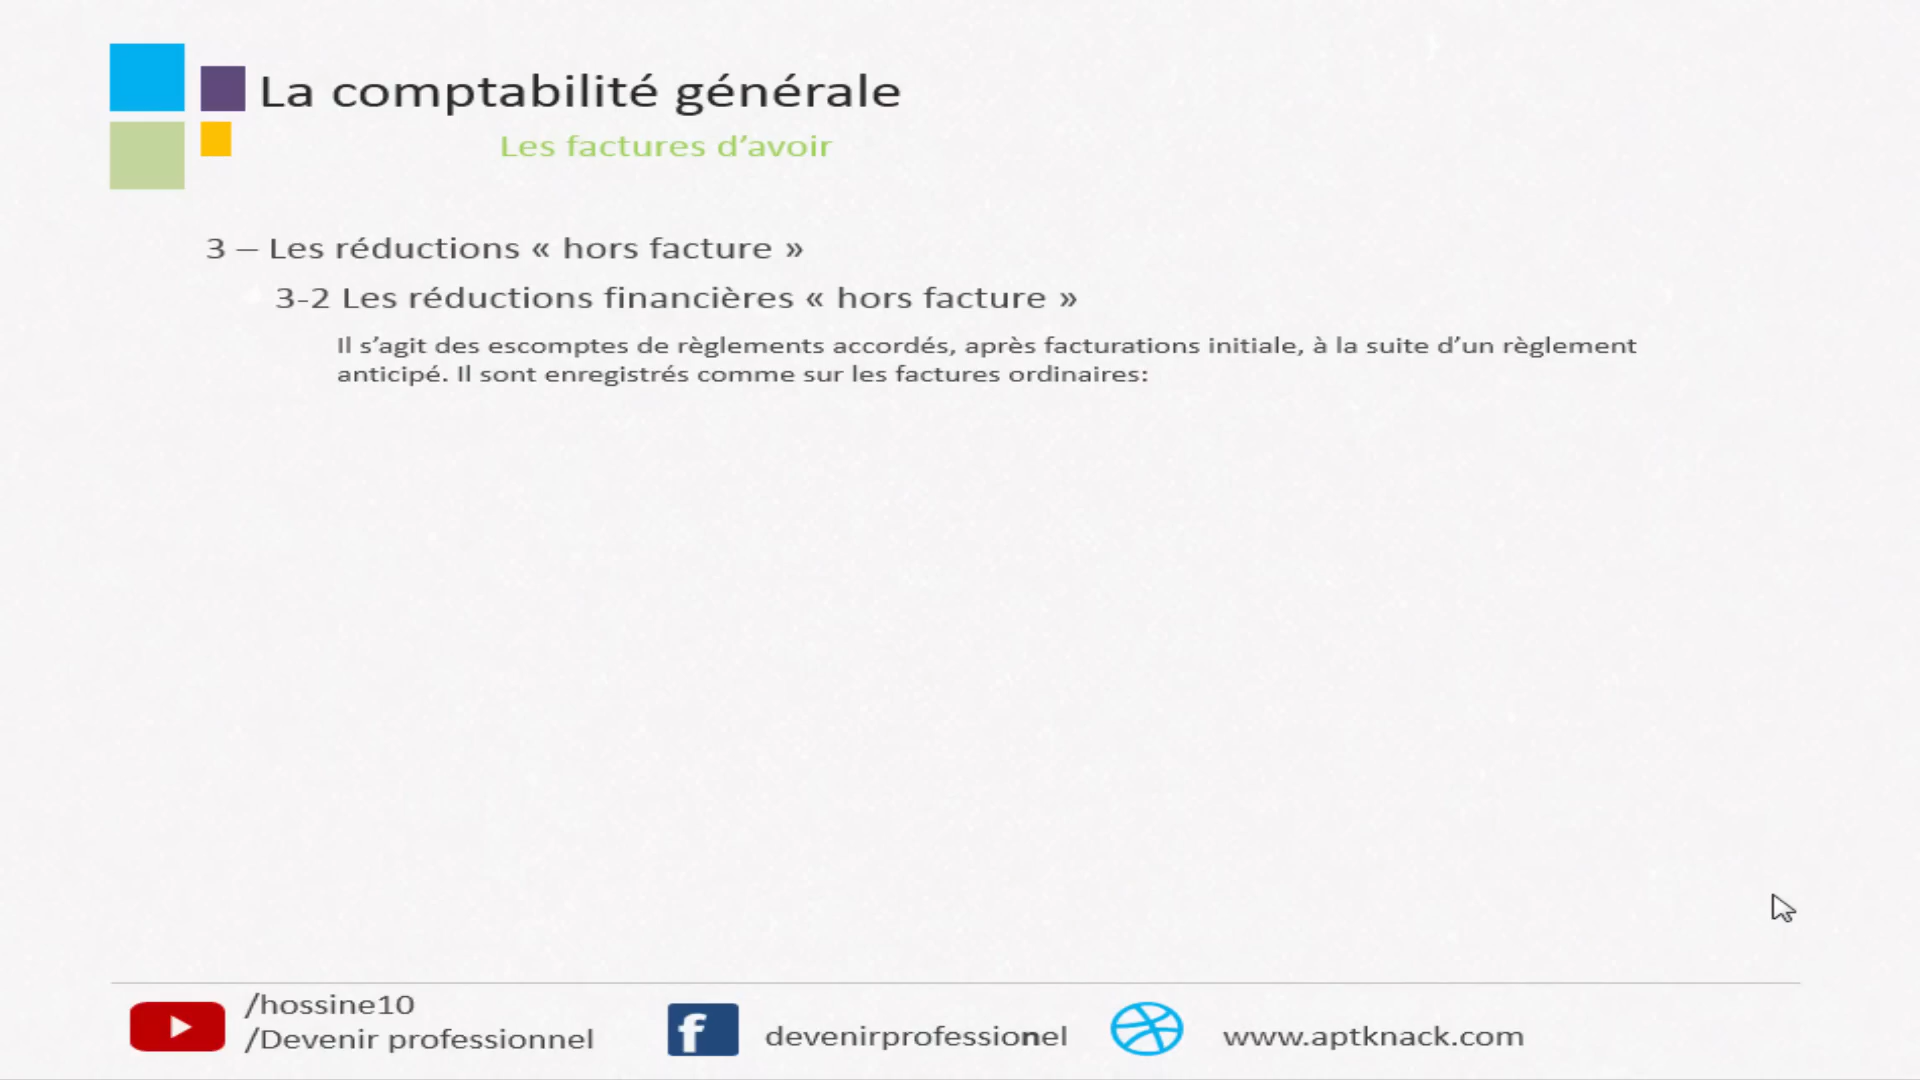 La comptabilité générale
Les factures d’avoir
3 – Les réductions « hors facture »
3-2 Les réductions financières « hors facture »
Il s’agit des escomptes de règlements accordés, après facturations initiale, à la suite d’un règlement
anticipé. Il sont enregistrés comme sur les factures ordinaires:
/hossine10
/Devenir professionnel
devenirprofessionel
www.aptknack.com